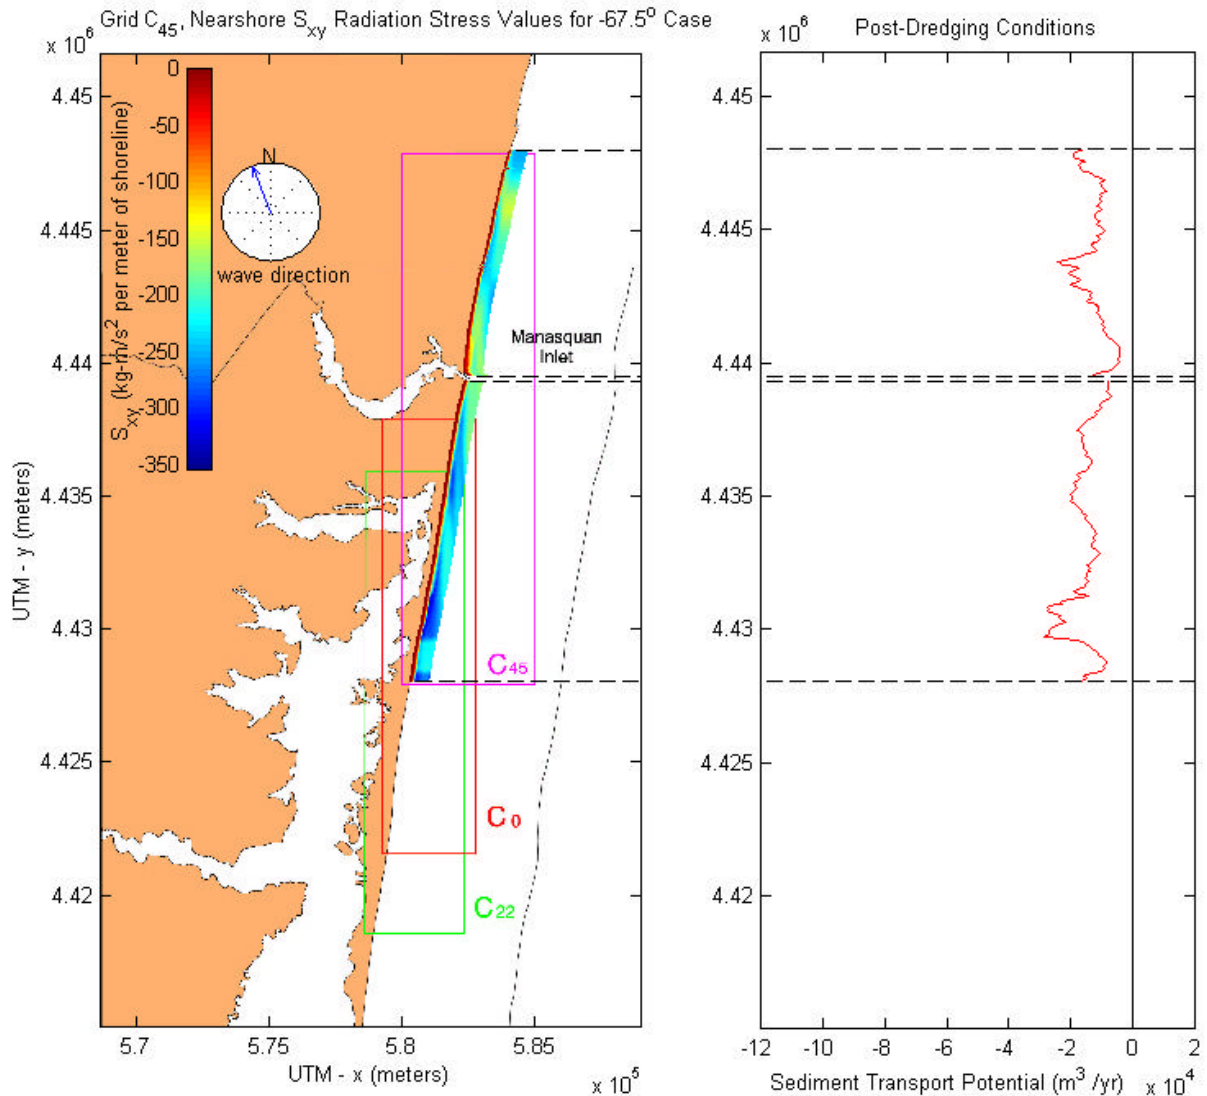 Grid C45, Nearshore Sxy Radiation Stress Values for -67.5o Case
x 10^6
4.45
4.445
4.44
4.435
4.43
4.425
4.42
UTM - y (meters)
0
-50
-100
-150
-200
-250
-300
-350
Sxy (kg-m/s^2 per meter of shoreline)
N
wave direction
Manasquan
Inlet
C45
C0
C22
5.7
5.75
5.8
5.85
UTM - x (meters)
x 10^5
Post-Dredging Conditions
x 10^6
4.45
4.445
4.44
4.435
4.43
4.425
4.42
-12
-10
-8
-6
-4
-2
0
2
Sediment Transport Potential (m^3 /yr)
x 10^4